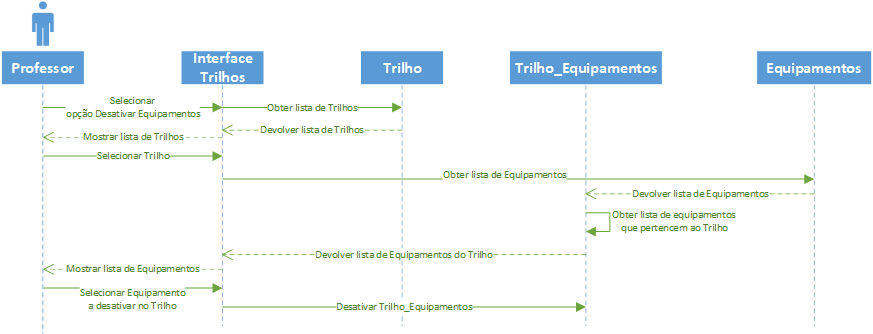 Professor
Interface
Trilhos
Trilho
Trilho_Equipamentos
Equipamentos
Selecionar
opção Desativar Equipamentos
Obter lista de Trilhos
Devolver lista de Trilhos
Mostrar lista de Trilhos
Selecionar Trilho
Obter lista de Equipamentos
Devolver lista de Equipamentos
Obter lista de equipamentos
que pertencem ao Trilho
Devolver lista de Equipamentos do Trilho
Mostrar lista de Equipamentos
Selecionar Equipamento
a desativar no Trilho
Desativar Trilho_Equipamentos